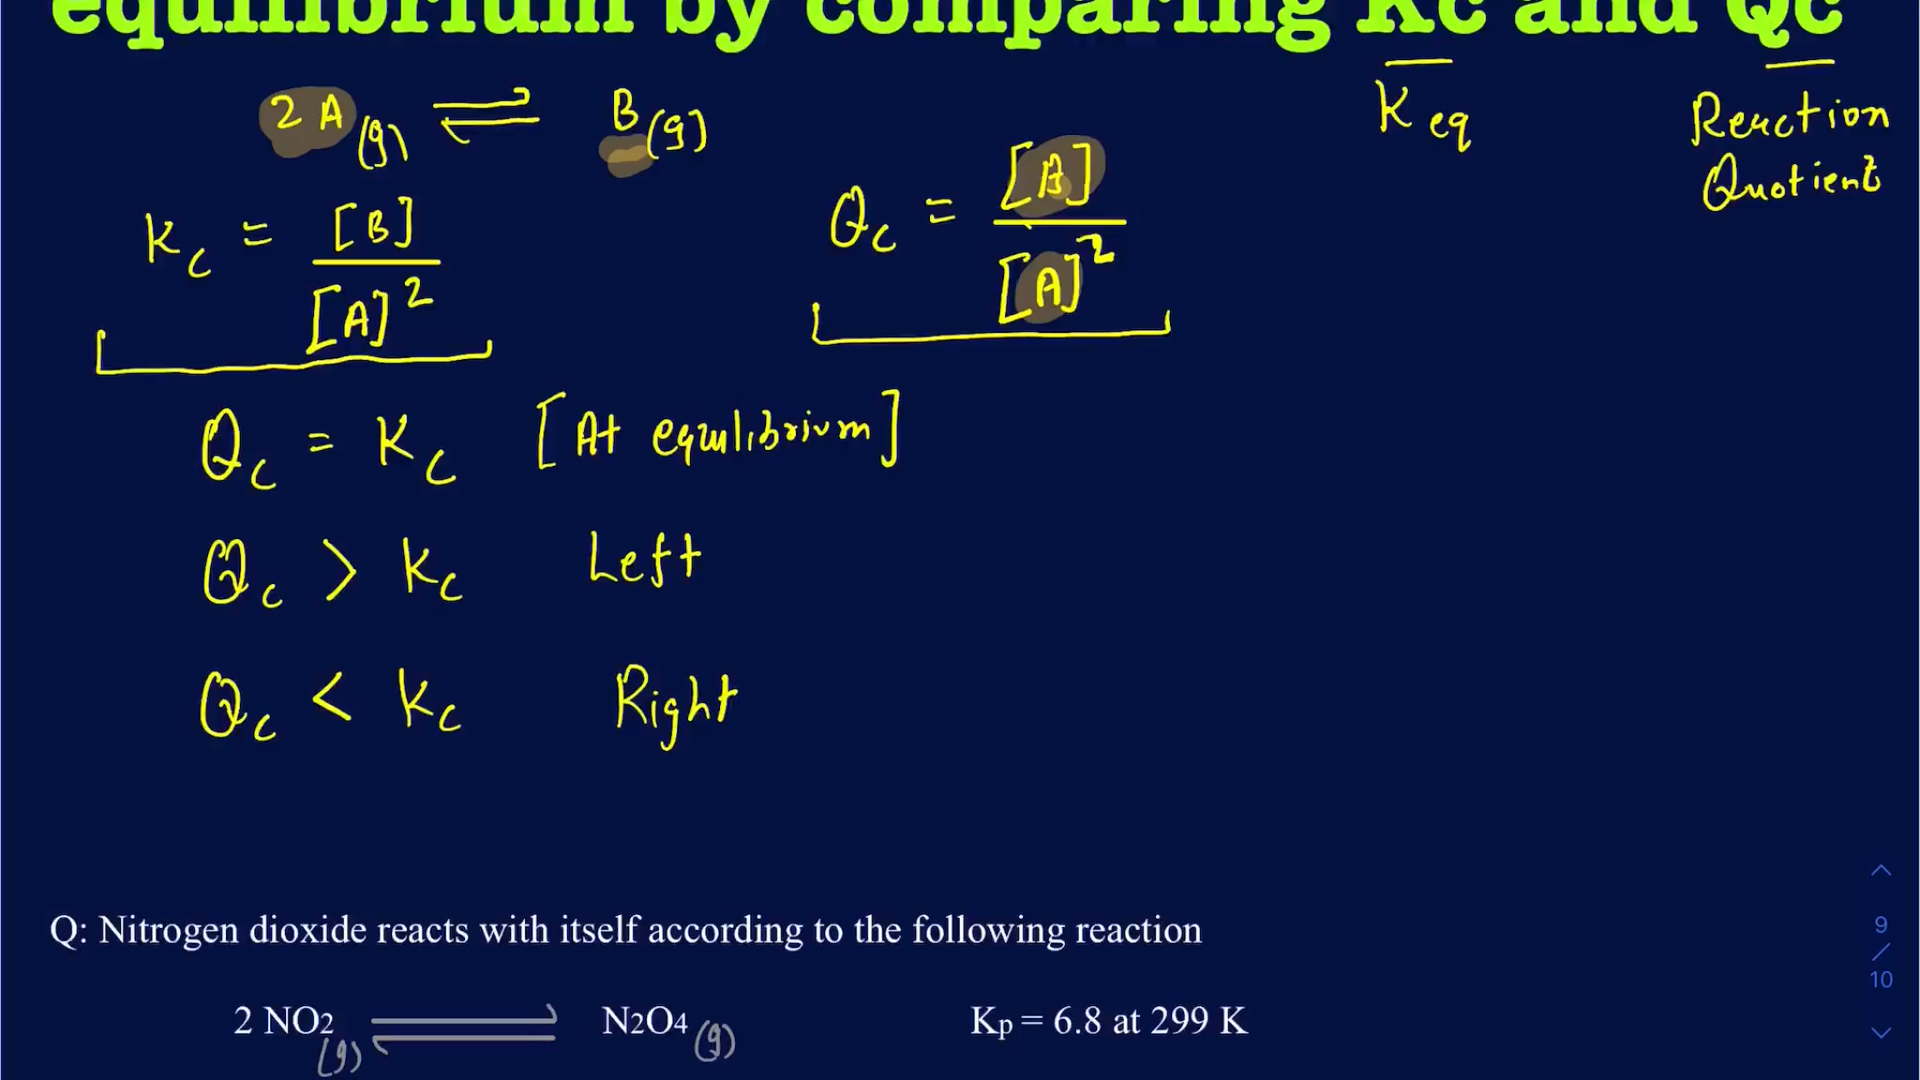 equilibrium by comparing Kc and Qc
2A(g) ⇌ B(g)
Keq
Reaction
Quotient
Kc = [B] / [A]²
Qc = [B] / [A]²
Qc = Kc [At equilibrium]
Qc > Kc Left
Qc < Kc Right
Q: Nitrogen dioxide reacts with itself according to the following reaction
2 NO2(g) ⇌ N2O4(g) Kp = 6.8 at 299 K
9
/
10